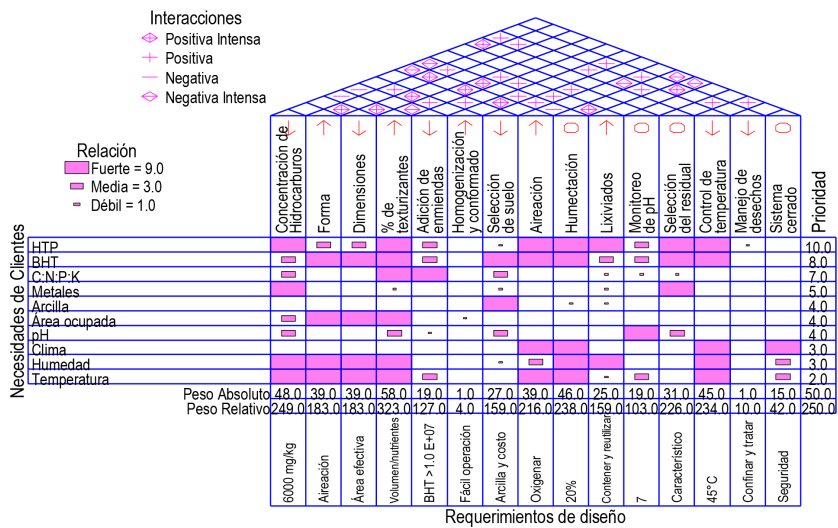 Interacciones
Positiva Intensa
Positiva
Negativa
Negativa Intensa
Relación
Fuerte = 9.0
Media = 3.0
Débil = 1.0
Concentración de Hidrocarburos
Forma
Dimensiones
% de texturizantes
Adición de enmiendas
Homogenización y conformado
Selección de suelo
Aireación
Humectación
Lixiviados
Monitoreo de pH
Selección del residual
Control de temperatura
Manejo de desechos
Sistema cerrado
Prioridad
Necesidades de Clientes
HTP 10.0
BHT 8.0
C:N:P:K 7.0
Metales 5.0
Arcilla 4.0
Área ocupada 4.0
pH 4.0
Clima 3.0
Humedad 3.0
Temperatura 2.0
Peso Absoluto 48.0 39.0 39.0 58.0 19.0 1.0 27.0 39.0 46.0 25.0 19.0 31.0 45.0 1.0 15.0 50.0
Peso Relativo 249.0 183.0 183.0 323.0 127.0 4.0 159.0 216.0 238.0 159.0 103.0 226.0 234.0 10.0 42.0 250.0
6000 mg/kg
Aireación
Área efectiva
Volumen/nutrientes
BHT >1.0 E+07
Fácil operación
Arcilla y costo
Oxigenar
20%
Contener y reutilizar
7
Característico
45°C
Confinar y tratar
Seguridad
Requerimientos de diseño